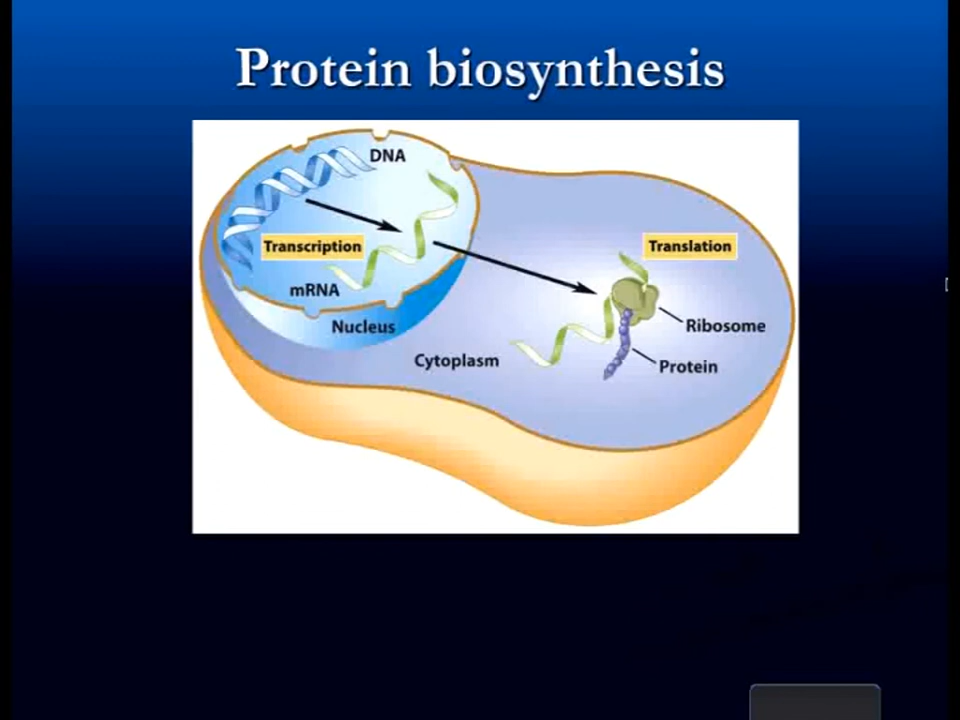 Protein biosynthesis
DNA
Transcription
Translation
mRNA
Nucleus
Ribosome
Cytoplasm
Protein